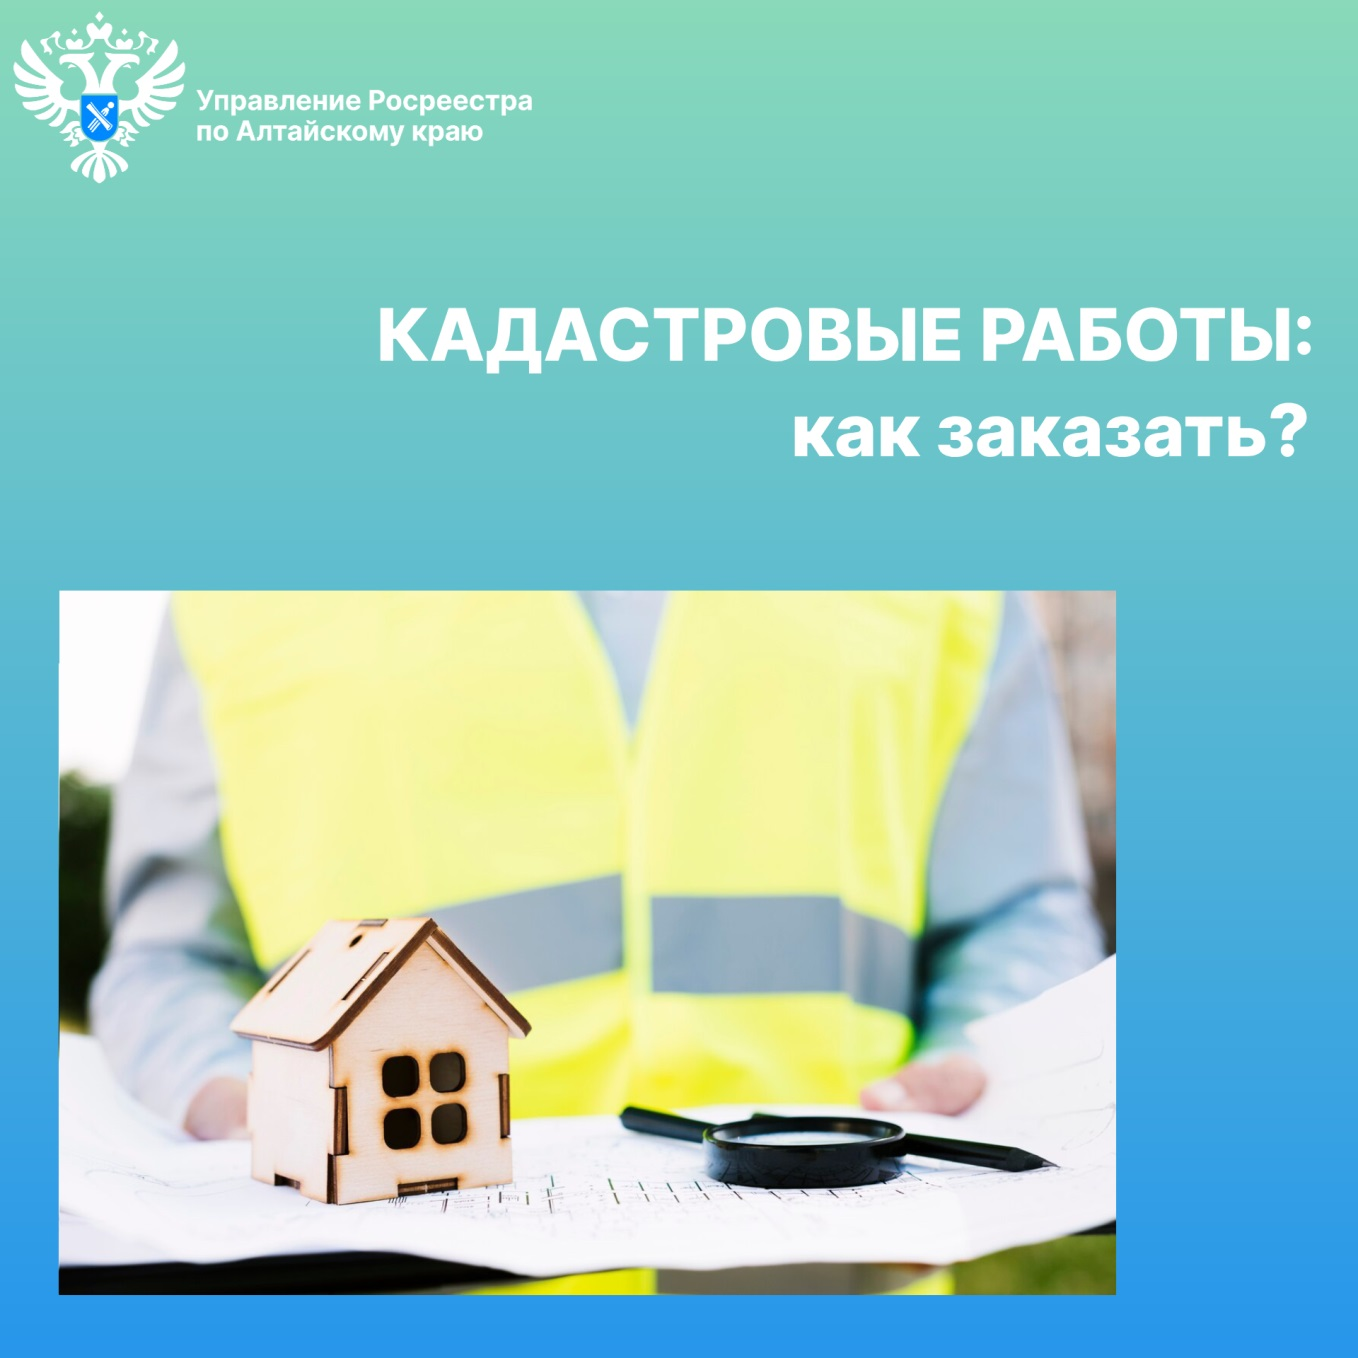 Управление Росреестра
по Алтайскому краю
КАДАСТРОВЫЕ РАБОТЫ:
как заказать?